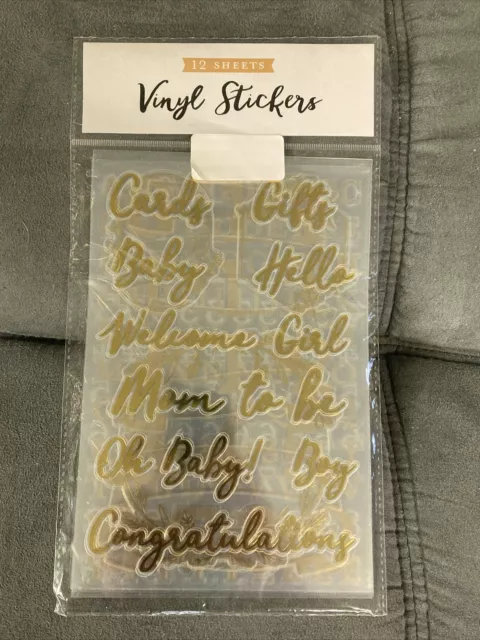 12 SHEETS
Vinyl Stickers
Cards Gifts
Baby Hello
Welcome Girl
Mom to be
Oh Baby! Boy
Congratulations